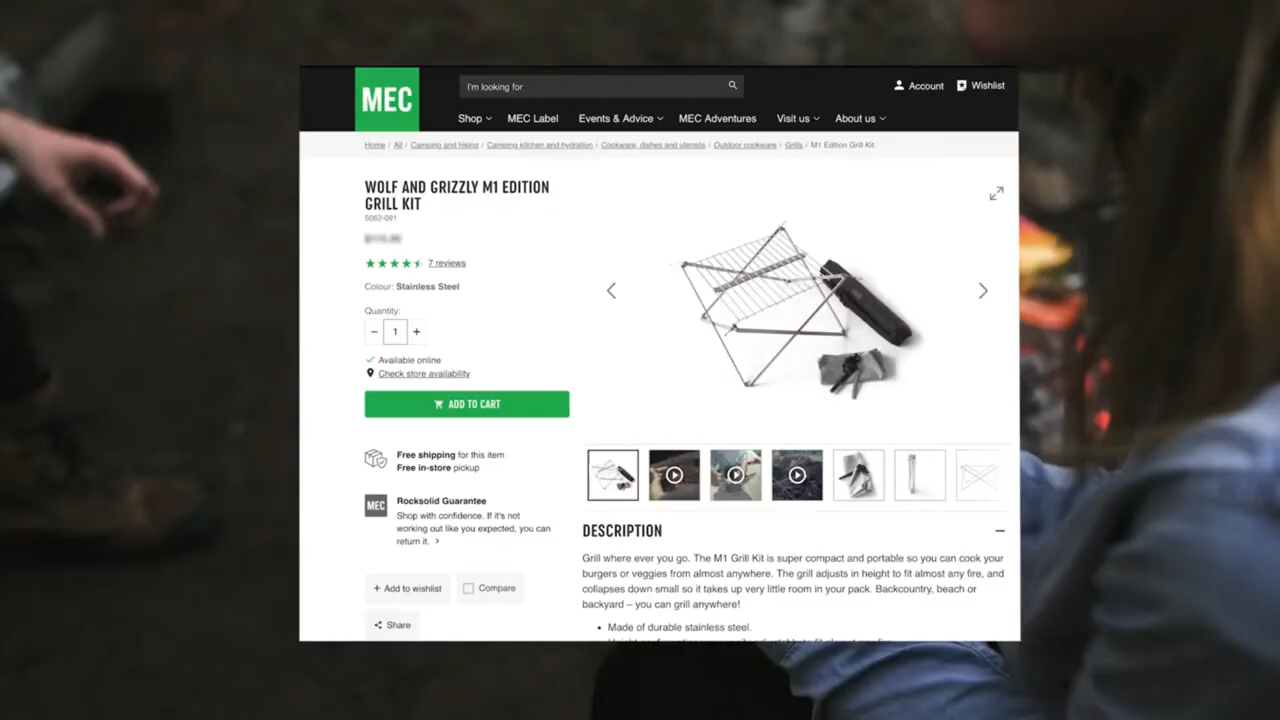 MEC
I'm looking for
Account
Wishlist
Shop
MEC Label
Events & Advice
MEC Adventures
Visit us
About us
Home / All / Camping and hiking / Camping kitchen and hydration / Cookware, dishes and utensils / Outdoor cookware / Grills / M1 Edition Grill Kit
WOLF AND GRIZZLY M1 EDITION
GRILL KIT
5062-091
7 reviews
Colour: Stainless Steel
Quantity:
1
Available online
Check store availability
ADD TO CART
Free shipping for this item
Free in-store pickup
MEC
Rocksolid Guarantee
Shop with confidence. If it's not
working out like you expected, you can
return it.
+ Add to wishlist
Compare
Share
DESCRIPTION
Grill where ever you go. The M1 Grill Kit is super compact and portable so you can cook your
burgers or veggies from almost anywhere. The grill adjusts in height to fit almost any fire, and
collapses down small so it takes up very little room in your pack. Backcountry, beach or
backyard – you can grill anywhere!
• Made of durable stainless steel.